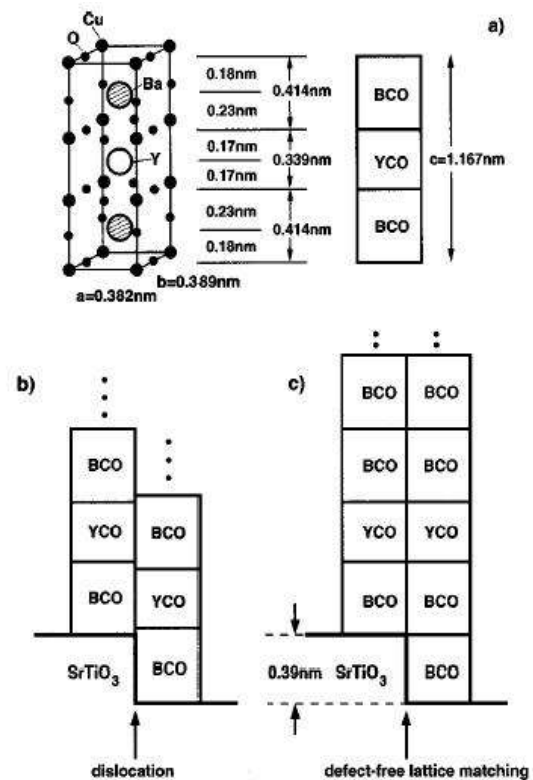 Cu
a)
O
0.18nm
Ba
0.414nm
BCO
0.23nm
0.17nm
Y
0.339nm
YCO
c=1.167nm
0.17nm
0.23nm
0.414nm
BCO
0.18nm
b=0.389nm
a=0.382nm
b)
c)
BCO
BCO
BCO
BCO
BCO
YCO
BCO
YCO
YCO
BCO
YCO
BCO
BCO
SrTiO3
BCO
0.39nm
SrTiO3
BCO
dislocation
defect-free lattice matching